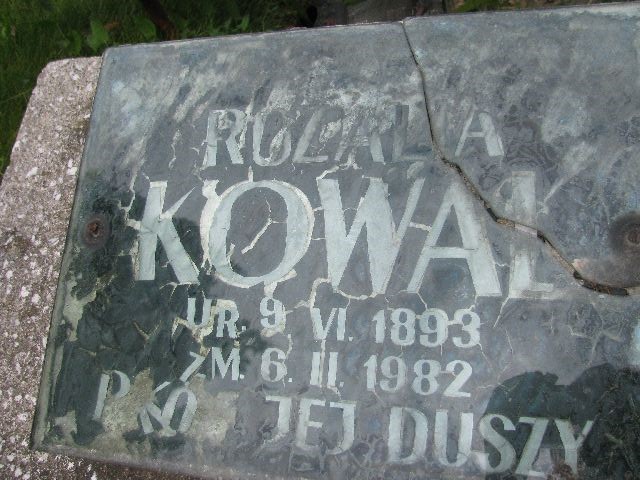 ROZALIA
KOWAL
UR. 9 VI. 1893
ZM. 6. II. 1982
JEJ DUSZY